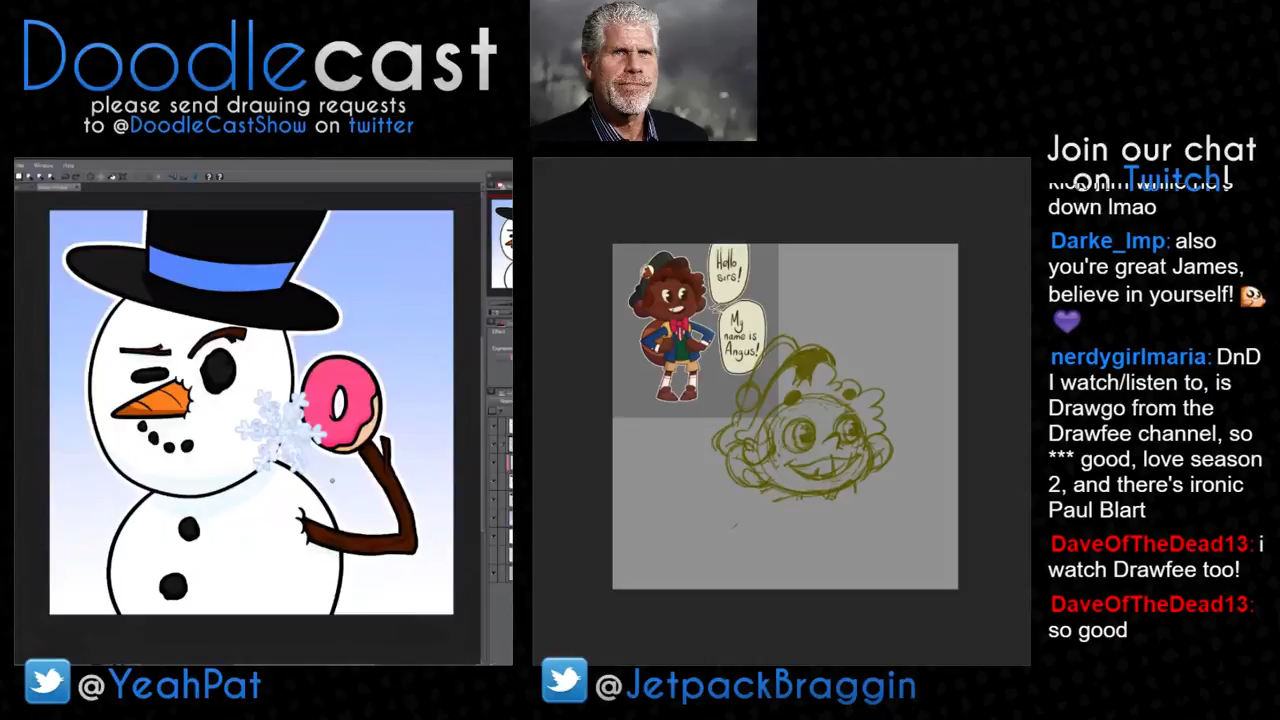 Doodlecast
please send drawing requests
to @DoodleCastShow on twitter
Window Help
Hello
sirs!
My
name is
Angus!
Join our chat
on Twitch!
down lmao
Darke_Imp: also
you're great James,
believe in yourself!
nerdygirlmaria: DnD
I watch/listen to, is
Drawgo from the
Drawfee channel, so
*** good, love season
2, and there's ironic
Paul Blart
DaveOfTheDead13: i
watch Drawfee too!
DaveOfTheDead13:
so good
@YeahPat
@JetpackBraggin